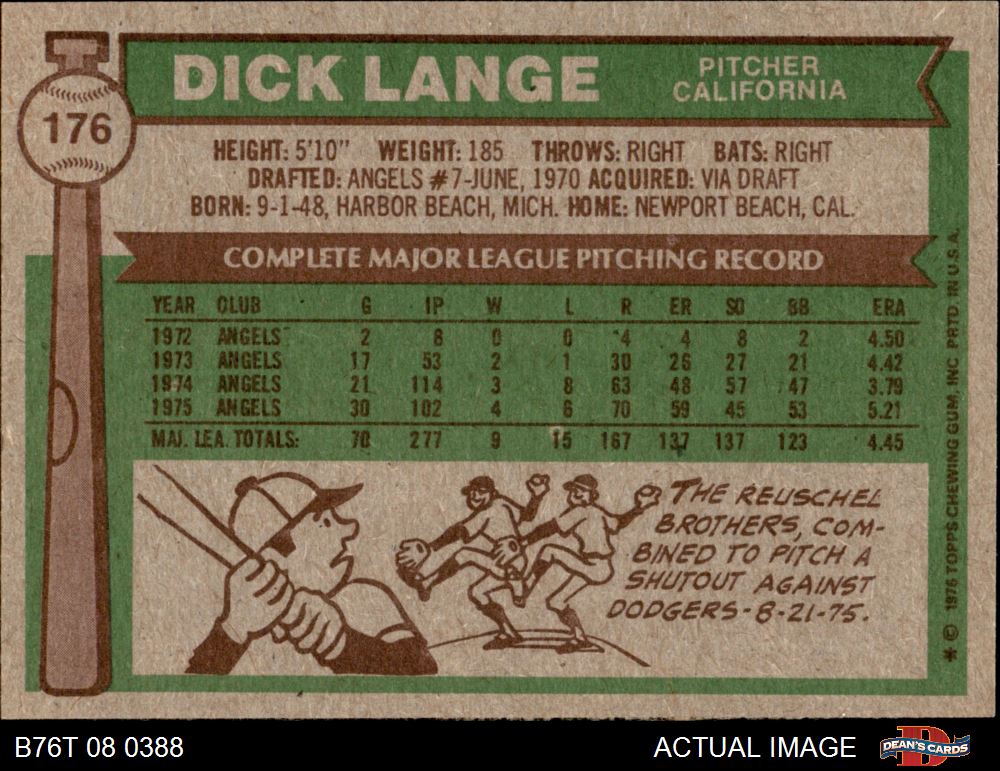 176
DICK LANGE
PITCHER
CALIFORNIA
HEIGHT: 5'10" WEIGHT: 185 THROWS: RIGHT BATS: RIGHT
DRAFTED: ANGELS #7-JUNE, 1970 ACQUIRED: VIA DRAFT
BORN: 9-1-48, HARBOR BEACH, MICH. HOME: NEWPORT BEACH, CAL.
COMPLETE MAJOR LEAGUE PITCHING RECORD
YEAR CLUB G IP W L R ER SO BB ERA
1972 ANGELS 2 8 0 0 4 4 8 2 4.50
1973 ANGELS 17 53 2 1 30 26 27 21 4.42
1974 ANGELS 21 114 3 8 63 48 57 47 3.79
1975 ANGELS 30 102 4 6 70 59 45 53 5.21
MAJ. LEA. TOTALS: 70 277 9 15 167 137 137 123 4.45
THE REUSCHEL
BROTHERS, COM-
BINED TO PITCH A
SHUTOUT AGAINST
DODGERS-8-21-75.
* © 1976 TOPPS CHEWING GUM, INC. PRTD. IN U.S.A.
B76T 08 0388
ACTUAL IMAGE
DEAN'S CARDS